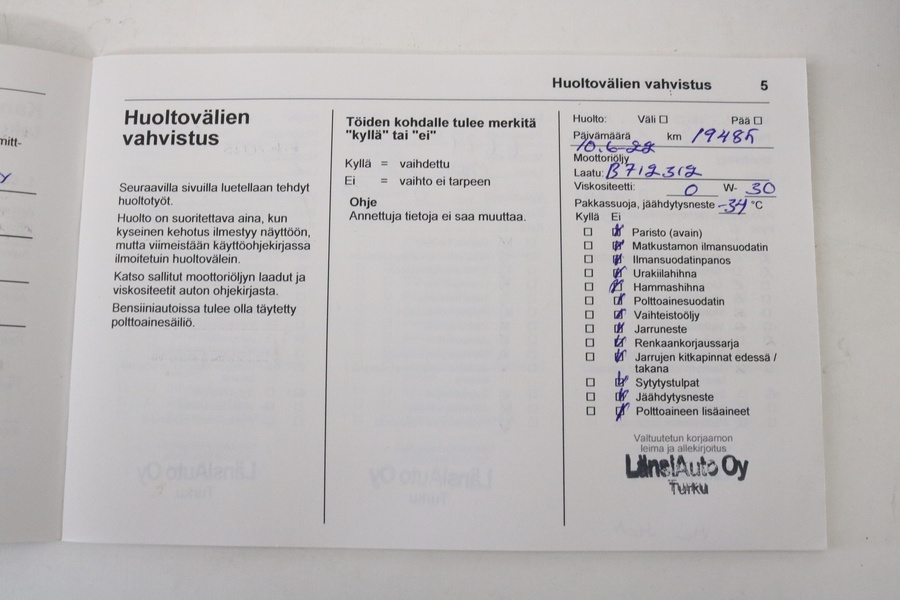 Huoltovälien vahvistus 5
Huoltovälien
vahvistus
Seuraavilla sivuilla luetellaan tehdyt
huoltotyöt.
Huolto on suoritettava aina, kun
kyseinen kehotus ilmestyy näyttöön,
mutta viimeistään käyttöohjekirjassa
ilmoitetuin huoltovälein.
Katso sallitut moottoriöljyn laadut ja
viskositeetit auton ohjekirjasta.
Bensiiniautoissa tulee olla täytetty
polttoainesäiliö.
Töiden kohdalle tulee merkitä
"kyllä" tai "ei"
Kyllä = vaihdettu
Ei = vaihto ei tarpeen
Ohje
Annettuja tietoja ei saa muuttaa.
Huolto: Väli ☐ Pää ☐
Päivämäärä km 19485
10.6-22
Moottoriöljy
Laatu: B712312
Viskositeetti: 0 W- 30
Pakkassuoja, jäähdytysneste -34 °C
Kyllä Ei
Paristo (avain)
Matkustamon ilmansuodatin
Ilmansuodatinpanos
Urakiilahihna
Hammashihna
Polttoainesuodatin
Vaihteistoöljy
Jarruneste
Renkaankorjaussarja
Jarrujen kitkapinnat edessä /
takana
Sytytystulpat
Jäähdytysneste
Polttoaineen lisäaineet
Valtuutetun korjaamon
leima ja allekirjoitus
LänsiAuto Oy
Turku